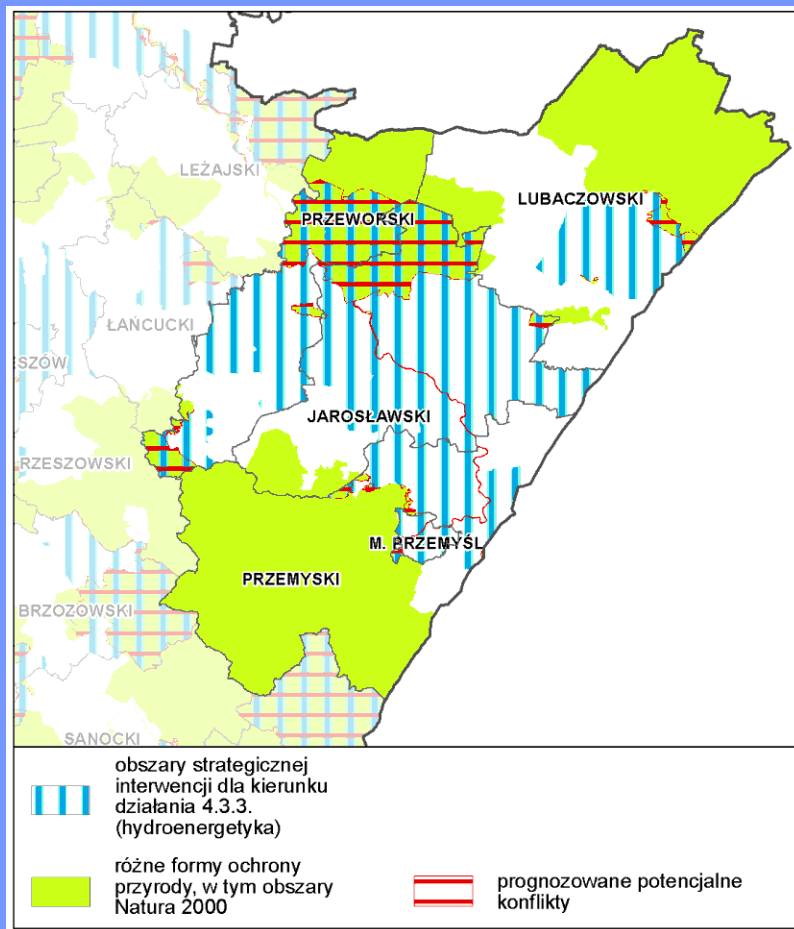 LEŻAJSKI
LUBACZOWSKI
PRZEWORSKI
ŁAŃCUCKI
SZÓW
JAROSŁAWSKI
RZESZOWSKI
M. PRZEMYŚL
PRZEMYSKI
BRZOZOWSKI
SANOCKI
obszary strategicznej
interwencji dla kierunku
działania 4.3.3.
(hydroenergetyka)
różne formy ochrony
przyrody, w tym obszary
Natura 2000
prognozowane potencjalne
konflikty